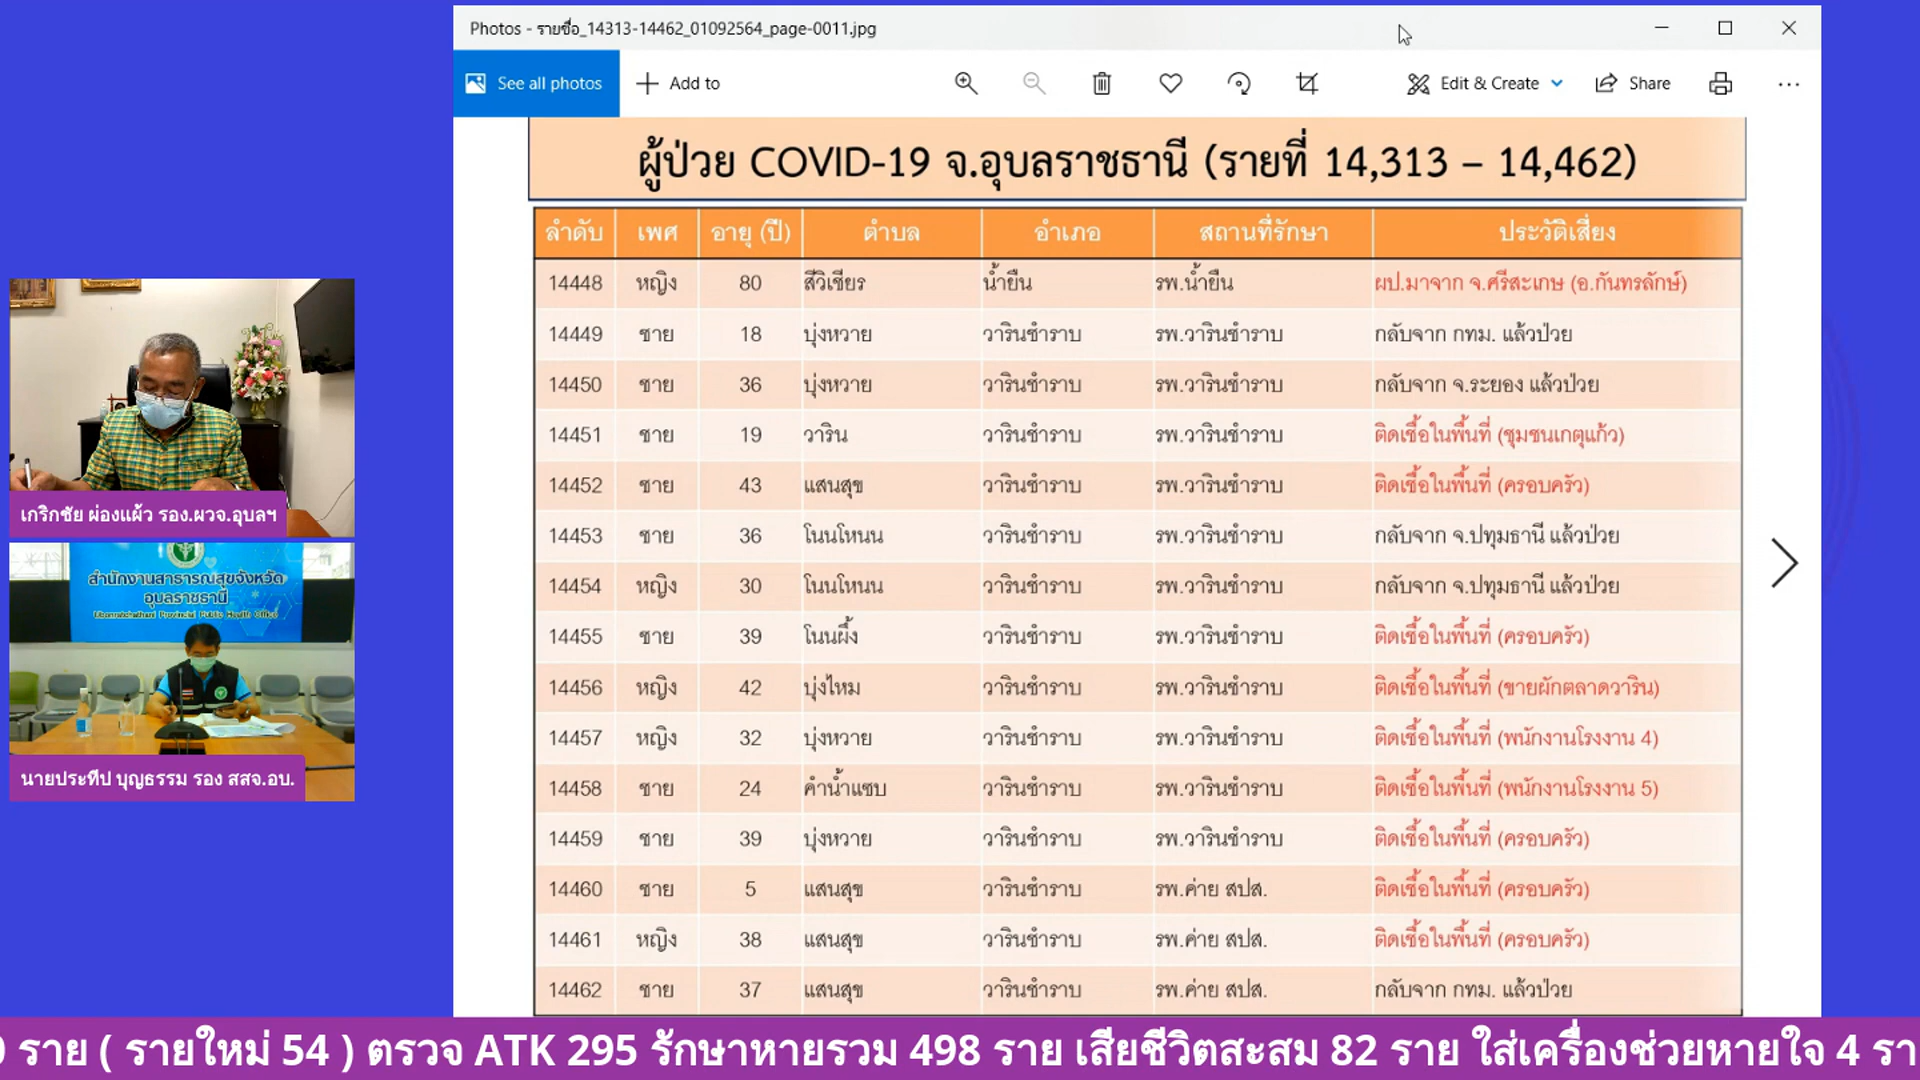 Photos - รายชื่อ_14313-14462_01092564_page-0011.jpg
See all photos
Add to
Edit & Create
Share
ผู้ป่วย COVID-19 จ.อุบลราชธานี (รายที่ 14,313 – 14,462)
ลำดับ เพศ อายุ (ปี) ตำบล อำเภอ สถานที่รักษา ประวัติเสี่ยง
14448 หญิง 80 สีวิเชียร น้ำยืน รพ.น้ำยืน ผป.มาจาก จ.ศรีสะเกษ (อ.กันทรลักษ์)
14449 ชาย 18 บุ่งหวาย วารินชำราบ รพ.วารินชำราบ กลับจาก กทม. แล้วป่วย
14450 ชาย 36 บุ่งหวาย วารินชำราบ รพ.วารินชำราบ กลับจาก จ.ระยอง แล้วป่วย
14451 ชาย 19 วาริน วารินชำราบ รพ.วารินชำราบ ติดเชื้อในพื้นที่ (ชุมชนเกตุแก้ว)
14452 ชาย 43 แสนสุข วารินชำราบ รพ.วารินชำราบ ติดเชื้อในพื้นที่ (ครอบครัว)
14453 ชาย 36 โนนโหนน วารินชำราบ รพ.วารินชำราบ กลับจาก จ.ปทุมธานี แล้วป่วย
14454 หญิง 30 โนนโหนน วารินชำราบ รพ.วารินชำราบ กลับจาก จ.ปทุมธานี แล้วป่วย
14455 ชาย 39 โนนผึ้ง วารินชำราบ รพ.วารินชำราบ ติดเชื้อในพื้นที่ (ครอบครัว)
14456 หญิง 42 บุ่งไหม วารินชำราบ รพ.วารินชำราบ ติดเชื้อในพื้นที่ (ขายผักตลาดวาริน)
14457 หญิง 32 บุ่งหวาย วารินชำราบ รพ.วารินชำราบ ติดเชื้อในพื้นที่ (พนักงานโรงงาน 4)
14458 ชาย 24 คำน้ำแซบ วารินชำราบ รพ.วารินชำราบ ติดเชื้อในพื้นที่ (พนักงานโรงงาน 5)
14459 ชาย 39 บุ่งหวาย วารินชำราบ รพ.วารินชำราบ ติดเชื้อในพื้นที่ (ครอบครัว)
14460 ชาย 5 แสนสุข วารินชำราบ รพ.ค่าย สปส. ติดเชื้อในพื้นที่ (ครอบครัว)
14461 หญิง 38 แสนสุข วารินชำราบ รพ.ค่าย สปส. ติดเชื้อในพื้นที่ (ครอบครัว)
14462 ชาย 37 แสนสุข วารินชำราบ รพ.ค่าย สปส. กลับจาก กทม. แล้วป่วย
เกริกชัย ผ่องแผ้ว รอง.ผวจ.อุบลฯ
สำนักงานสาธารณสุขจังหวัด
อุบลราชธานี
Provincial Public Health Office
นายประทีป บุญธรรม รอง สสจ.อบ.
0 ราย ( รายใหม่ 54 ) ตรวจ ATK 295 รักษาหายรวม 498 ราย เสียชีวิตสะสม 82 ราย ใส่เครื่องช่วยหายใจ 4 รา